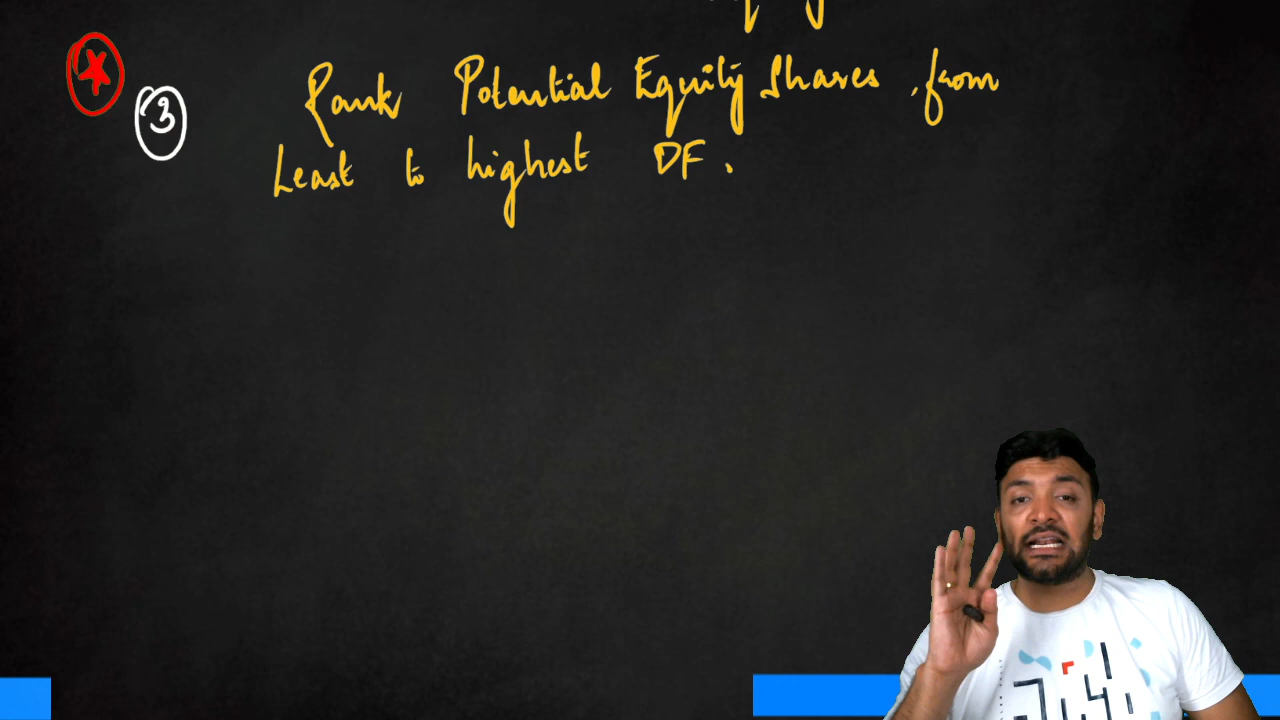 ③ Rank Potential Equity Shares from
Least to highest DF.